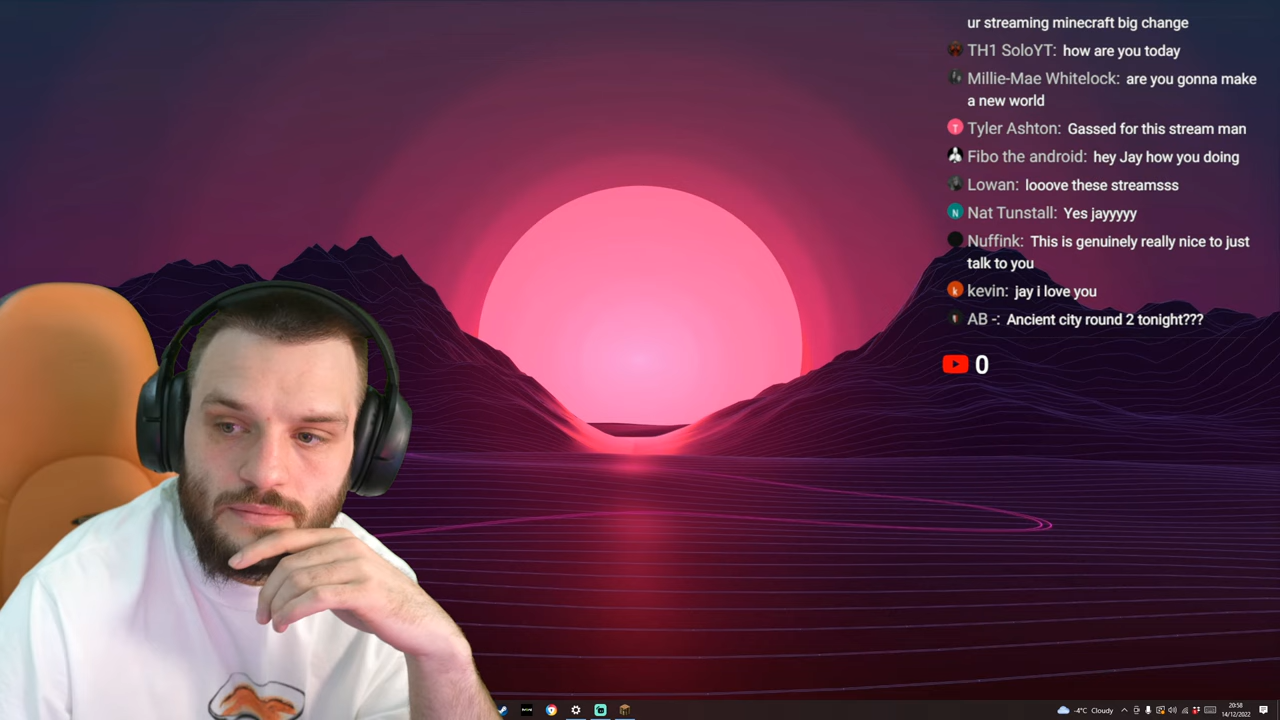 ur streaming minecraft big change
TH1 SoloYT: how are you today
Millie-Mae Whitelock: are you gonna make
a new world
T Tyler Ashton: Gassed for this stream man
Fibo the android: hey Jay how you doing
Lowan: looove these streamsss
N Nat Tunstall: Yes jayyyyy
Nuffink: This is genuinely really nice to just
talk to you
k kevin: jay i love you
AB -: Ancient city round 2 tonight???
0
-4°C Cloudy
20:58
14/12/2022